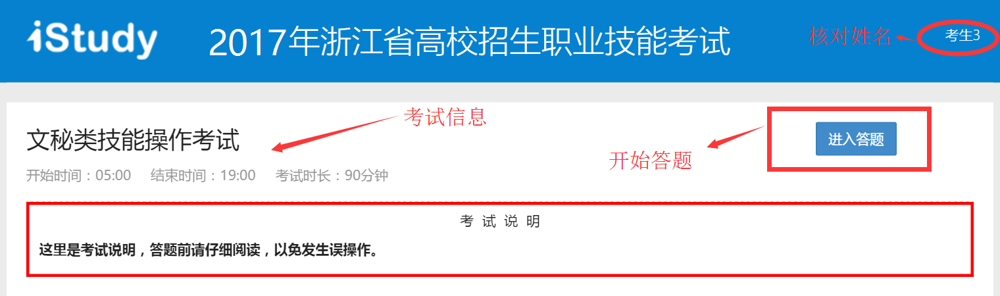 iStudy
2017年浙江省高校招生职业技能考试
核对姓名
考生3
考试信息
文秘类技能操作考试
进入答题
开始答题
开始时间：05:00 结束时间：19:00 考试时长：90分钟
考 试 说 明
这里是考试说明，答题前请仔细阅读，以免发生误操作。